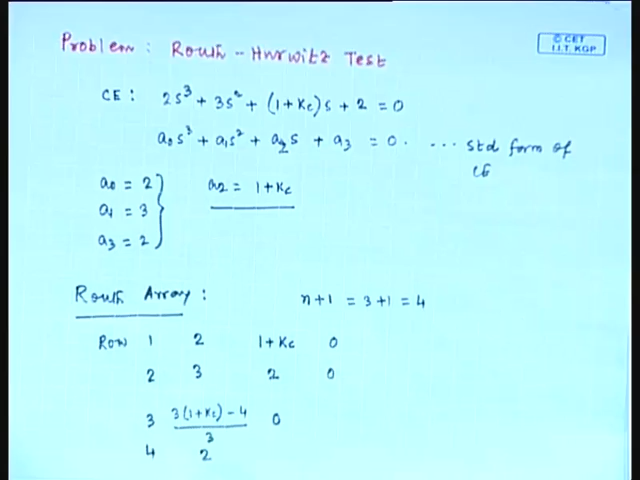 Problem : Routh - Hurwitz Test
© CET
I.I.T. KGP
CE : 2s³ + 3s² + (1+Kc)s + 2 = 0
a₀s³ + a₁s² + a₂s + a₃ = 0. ... Std form of CE
a₀ = 2 } a₂ = 1+Kc
a₁ = 3
a₃ = 2
Routh Array : n+1 = 3+1 = 4
Row 1 2 1+Kc 0
2 3 2 0
3 3(1+Kc) - 4 / 3 0
4 2